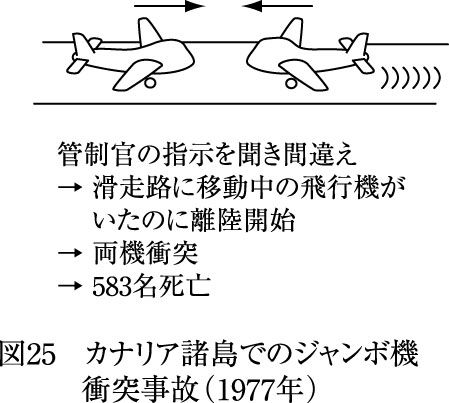 管制官の指示を聞き間違え
→ 滑走路に移動中の飛行機が
いたのに離陸開始
→ 両機衝突
→ 583名死亡
図25 カナリア諸島でのジャンボ機
衝突事故（1977年）